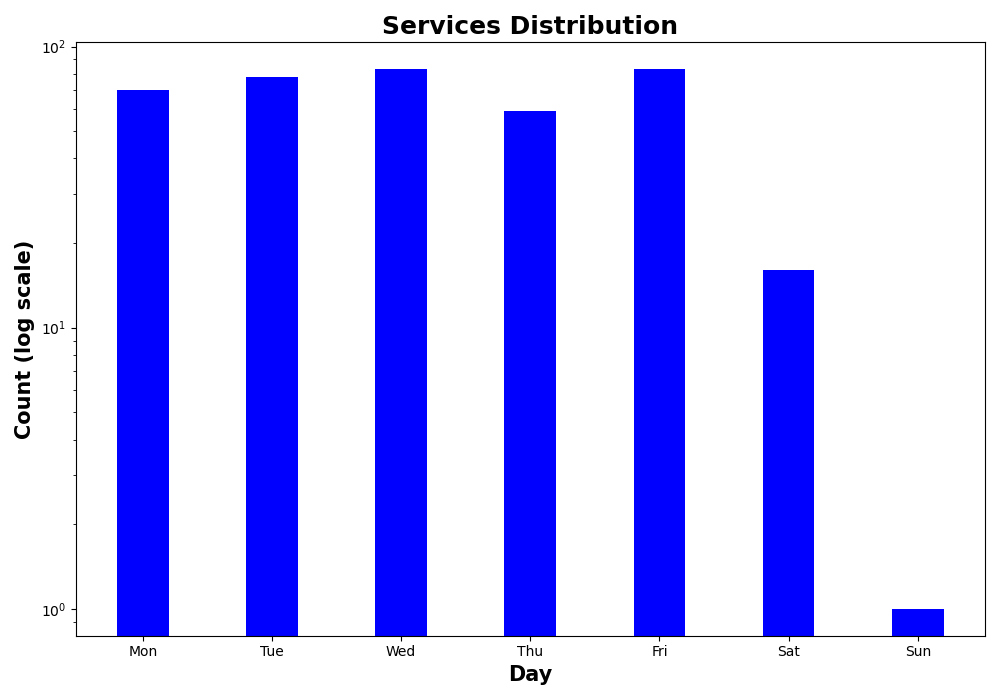 Services Distribution
Count (log scale)
10²
10¹
10⁰
Mon Tue Wed Thu Fri Sat Sun
Day